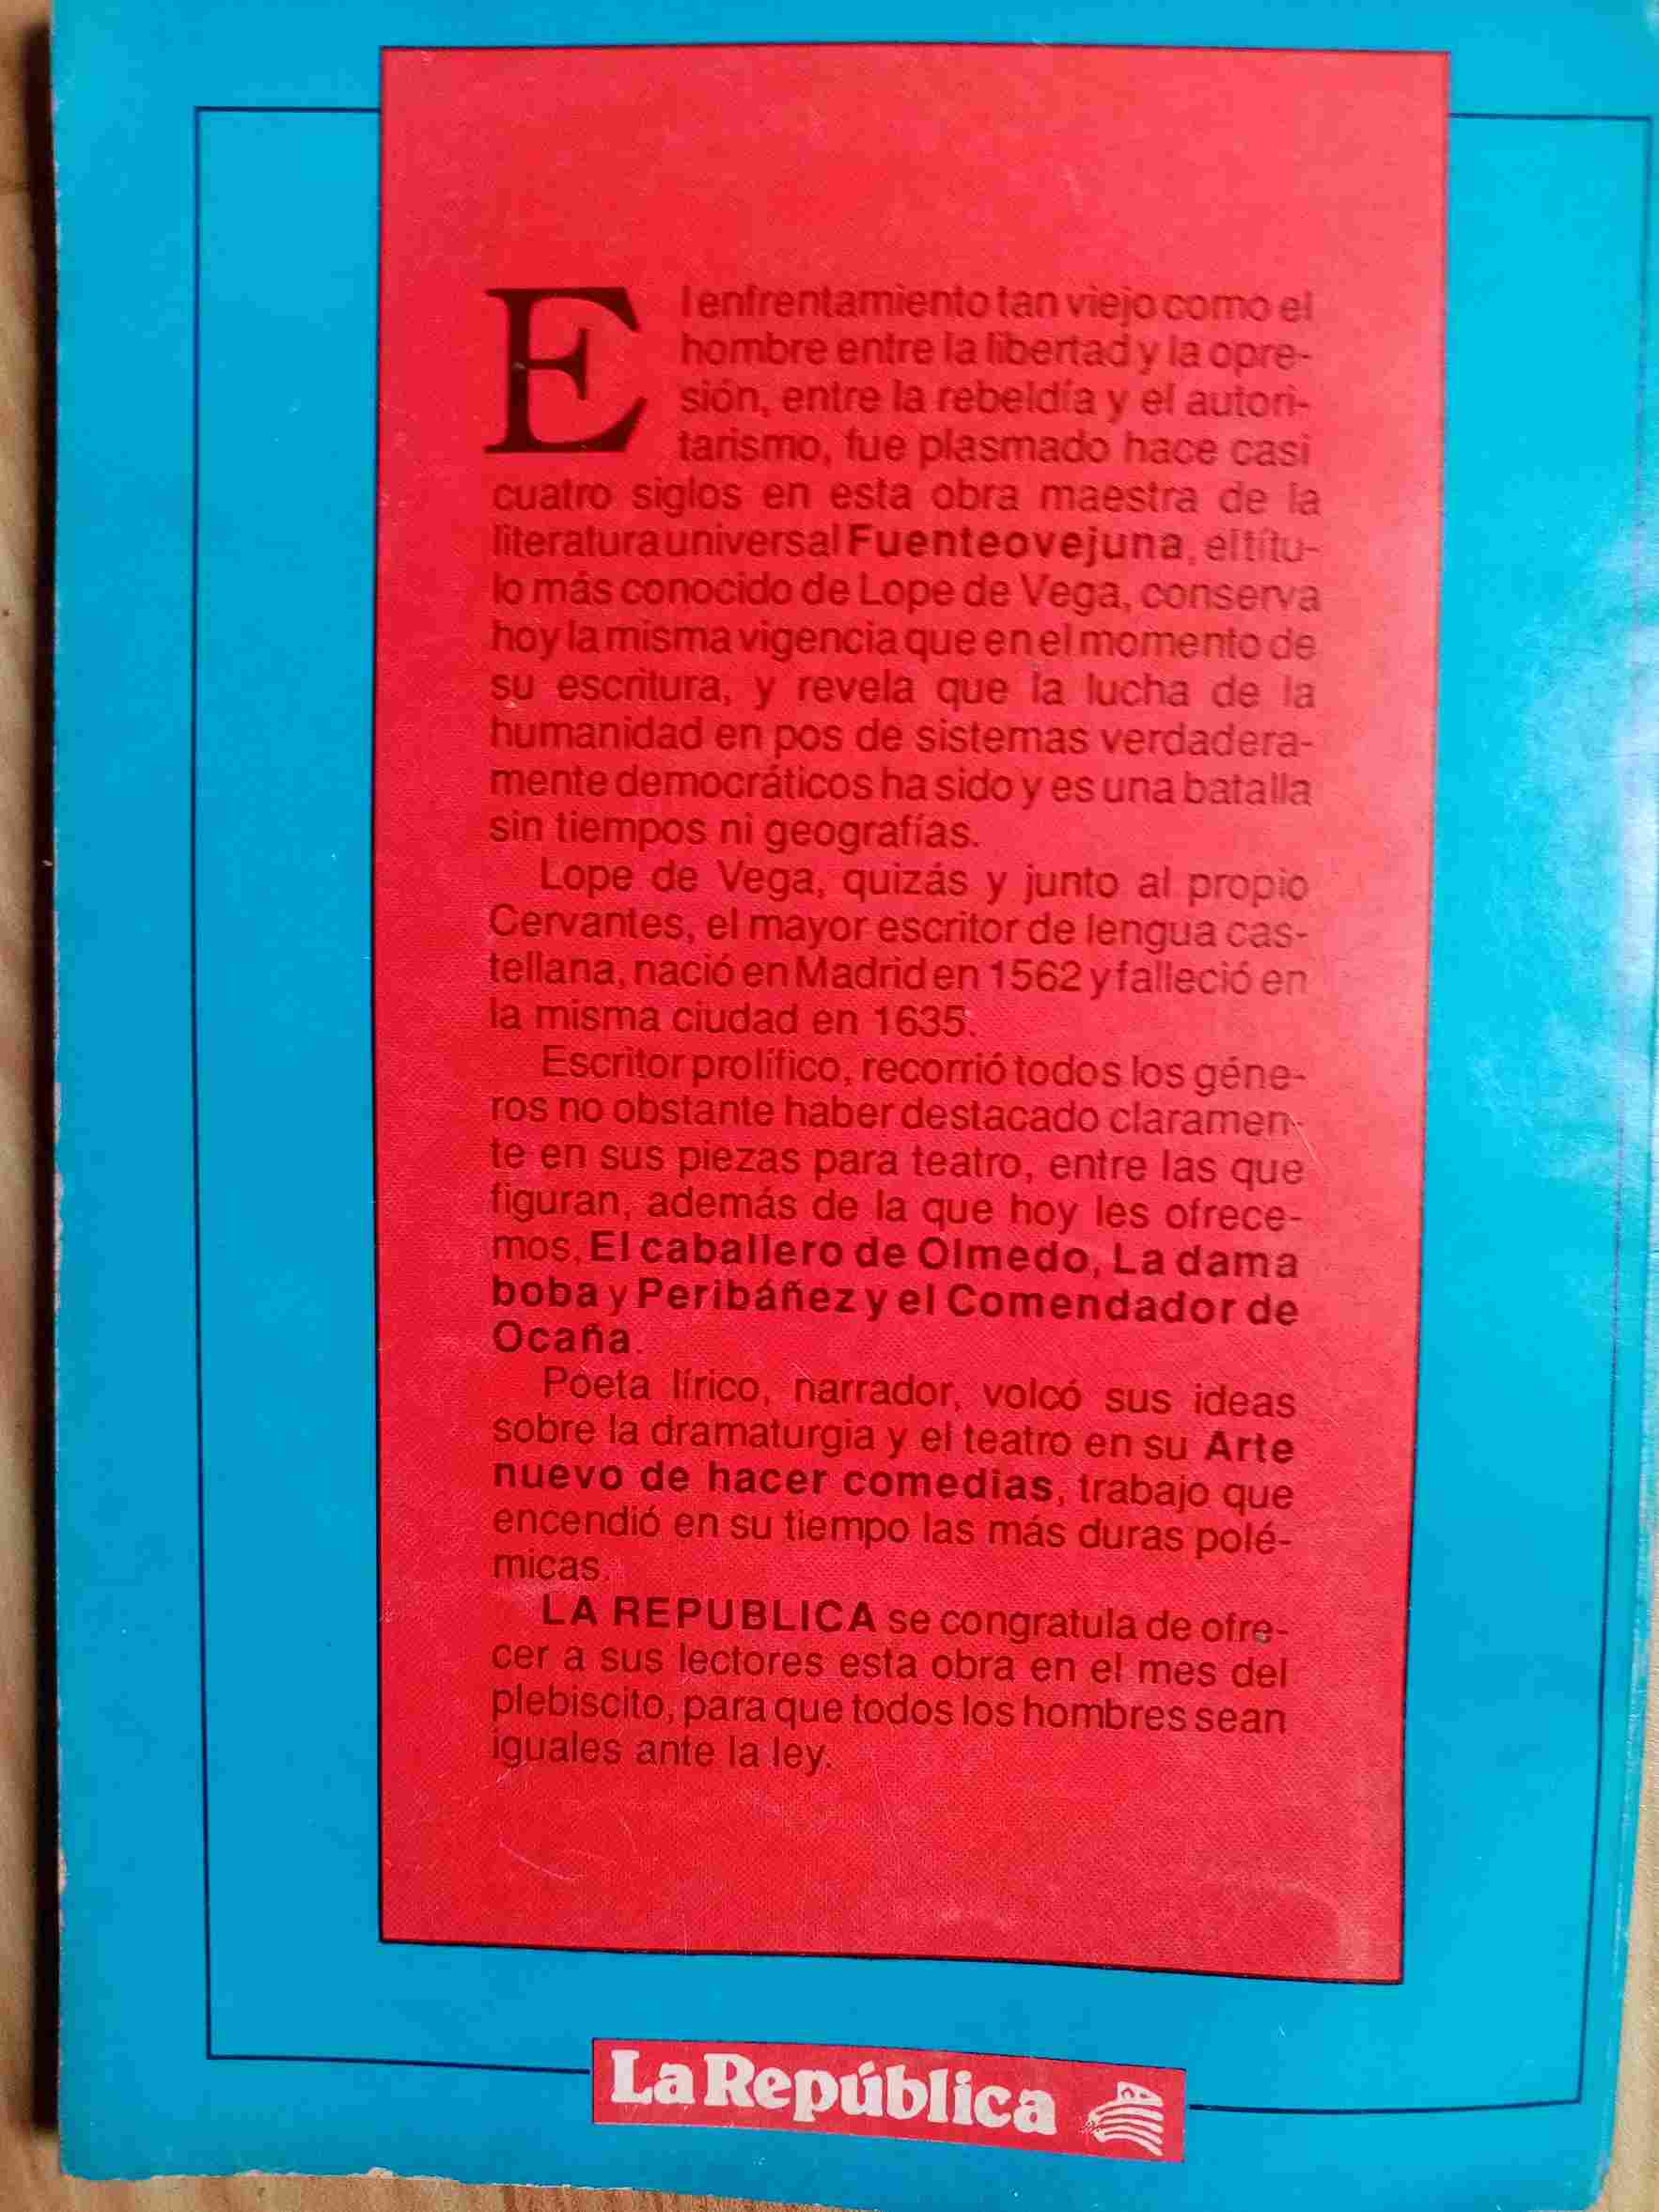 El enfrentamiento tan viejo como el
hombre entre la libertad y la opre-
sión, entre la rebeldía y el autori-
tarismo, fue plasmado hace casi
cuatro siglos en esta obra maestra de la
literatura universal Fuenteovejuna, el títu-
lo más conocido de Lope de Vega, conserva
hoy la misma vigencia que en el momento de
su escritura, y revela que la lucha de la
humanidad en pos de sistemas verdadera-
mente democráticos ha sido y es una batalla
sin tiempos ni geografías.
Lope de Vega, quizás y junto al propio
Cervantes, el mayor escritor de lengua cas-
tellana, nació en Madrid en 1562 y falleció en
la misma ciudad en 1635.
Escritor prolífico, recorrió todos los géne-
ros no obstante haber destacado claramen-
te en sus piezas para teatro, entre las que
figuran, además de la que hoy les ofrece-
mos, El caballero de Olmedo, La dama
boba y Peribáñez y el Comendador de
Ocaña.
Poeta lírico, narrador, volcó sus ideas
sobre la dramaturgia y el teatro en su Arte
nuevo de hacer comedias, trabajo que
encendió en su tiempo las más duras polé-
micas.
LA REPUBLICA se congratula de ofre-
cer a sus lectores esta obra en el mes del
plebiscito, para que todos los hombres sean
iguales ante la ley.
La República